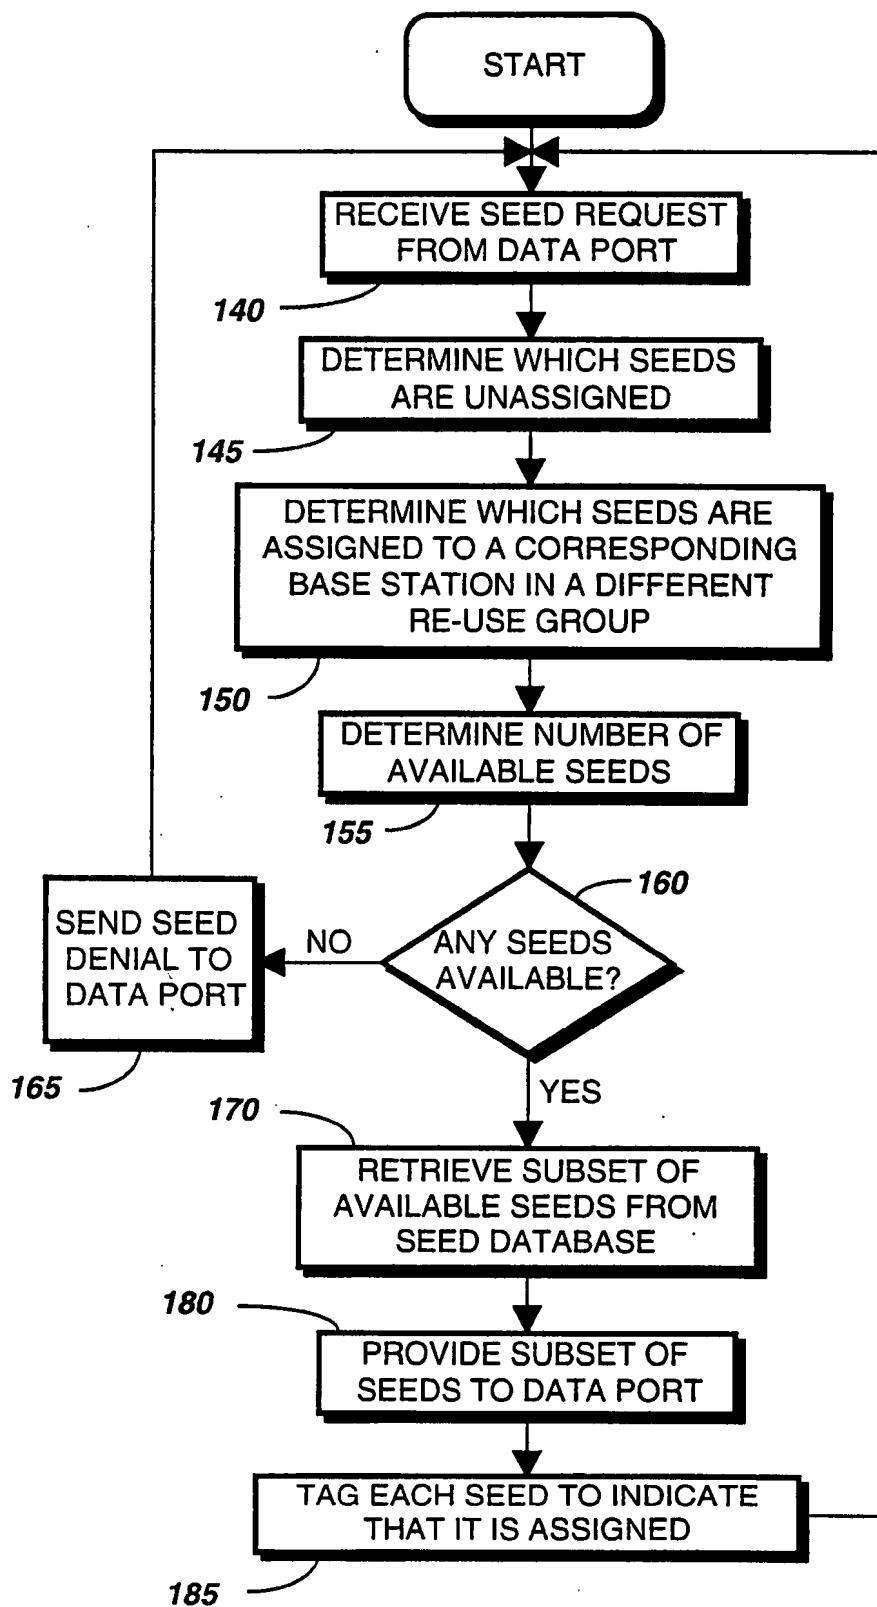 START
RECEIVE SEED REQUEST
FROM DATA PORT
140
DETERMINE WHICH SEEDS
ARE UNASSIGNED
145
DETERMINE WHICH SEEDS ARE
ASSIGNED TO A CORRESPONDING
BASE STATION IN A DIFFERENT
RE-USE GROUP
150
DETERMINE NUMBER OF
AVAILABLE SEEDS
155
160
ANY SEEDS
AVAILABLE?
NO
SEND SEED
DENIAL TO
DATA PORT
165
YES
170
RETRIEVE SUBSET OF
AVAILABLE SEEDS FROM
SEED DATABASE
180
PROVIDE SUBSET OF
SEEDS TO DATA PORT
TAG EACH SEED TO INDICATE
THAT IT IS ASSIGNED
185